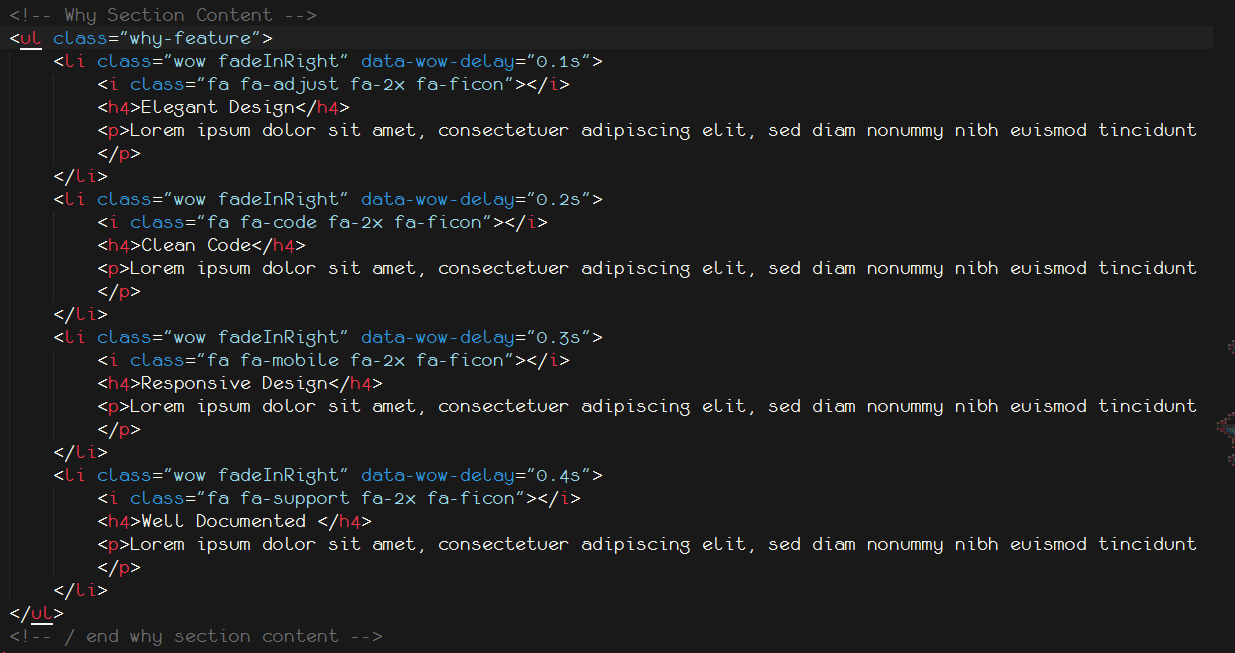 <!-- Why Section Content -->
<ul class="why-feature">
    <li class="wow fadeInRight" data-wow-delay="0.1s">
        <i class="fa fa-adjust fa-2x fa-ficon"></i>
        <h4>Elegant Design</h4>
        <p>Lorem ipsum dolor sit amet, consectetuer adipiscing elit, sed diam nonummy nibh euismod tincidunt
        </p>
    </li>
    <li class="wow fadeInRight" data-wow-delay="0.2s">
        <i class="fa fa-code fa-2x fa-ficon"></i>
        <h4>Clean Code</h4>
        <p>Lorem ipsum dolor sit amet, consectetuer adipiscing elit, sed diam nonummy nibh euismod tincidunt
        </p>
    </li>
    <li class="wow fadeInRight" data-wow-delay="0.3s">
        <i class="fa fa-mobile fa-2x fa-ficon"></i>
        <h4>Responsive Design</h4>
        <p>Lorem ipsum dolor sit amet, consectetuer adipiscing elit, sed diam nonummy nibh euismod tincidunt
        </p>
    </li>
    <li class="wow fadeInRight" data-wow-delay="0.4s">
        <i class="fa fa-support fa-2x fa-ficon"></i>
        <h4>Well Documented </h4>
        <p>Lorem ipsum dolor sit amet, consectetuer adipiscing elit, sed diam nonummy nibh euismod tincidunt
        </p>
    </li>
</ul>
<!-- / end why section content -->